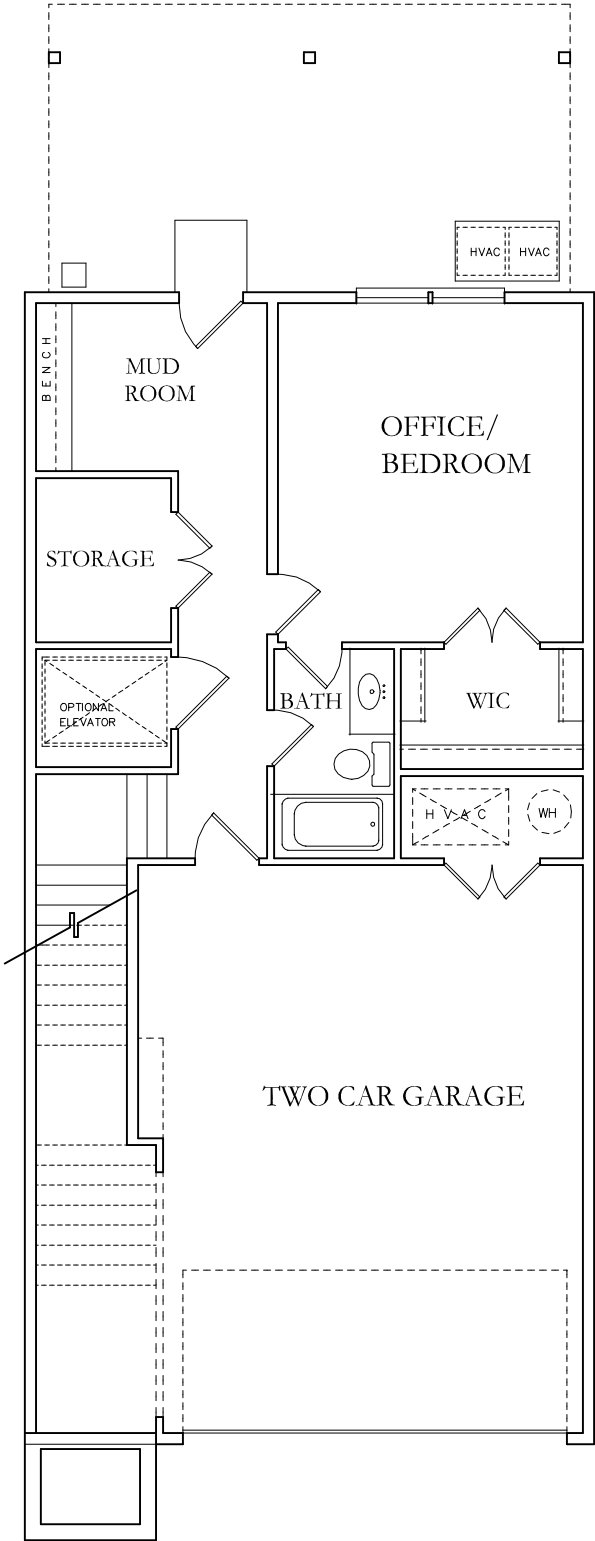 HVAC HVAC
BENCH
MUD
ROOM
OFFICE/
BEDROOM
STORAGE
OPTIONAL
ELEVATOR
BATH
WIC
HVAC
WH
TWO CAR GARAGE